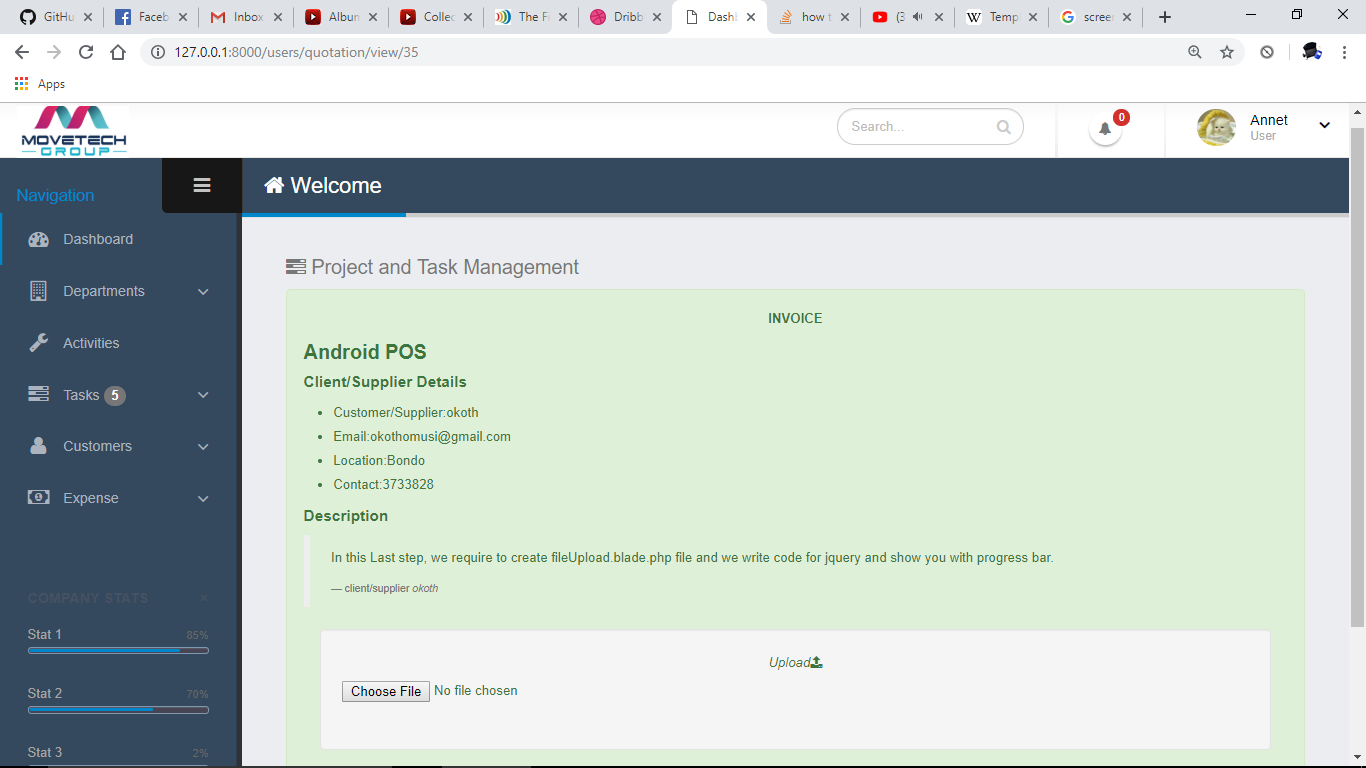 GitHu
Faceb
Inbox
Albun
Collec
The Fi
Dribb
Dashb
how t
(3
Temp
screer
127.0.0.1:8000/users/quotation/view/35
Apps
MOVETECH
GROUP
Search...
0
Annet
User
Navigation
Welcome
Dashboard
Departments
Activities
Tasks 5
Customers
Expense
COMPANY STATS
Stat 1 85%
Stat 2 70%
Stat 3 2%
Project and Task Management
INVOICE
Android POS
Client/Supplier Details
Customer/Supplier:okoth
Email:okothomusi@gmail.com
Location:Bondo
Contact:3733828
Description
In this Last step, we require to create fileUpload.blade.php file and we write code for jquery and show you with progress bar.
— client/supplier okoth
Upload
Choose File No file chosen